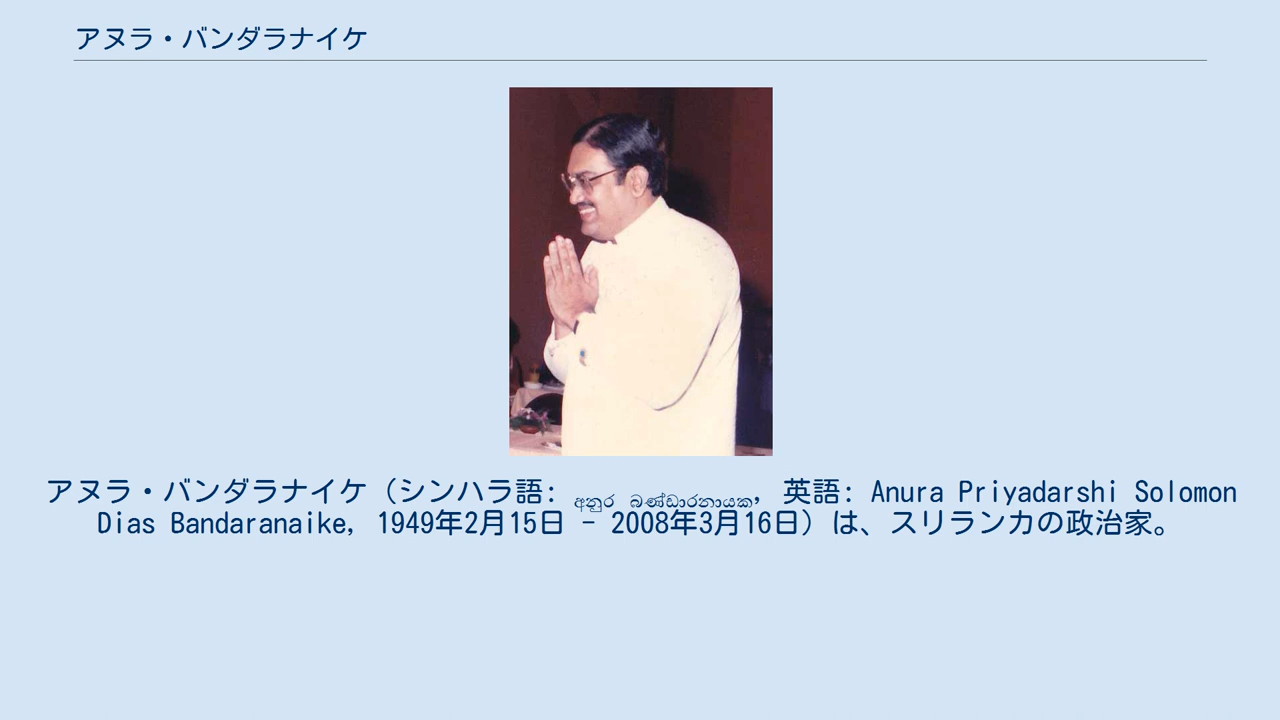 アヌラ・バンダラナイケ
アヌラ・バンダラナイケ（シンハラ語: අනුර බණ්ඩාරනායක, 英語: Anura Priyadarshi Solomon
Dias Bandaranaike, 1949年2月15日 - 2008年3月16日）は、スリランカの政治家。